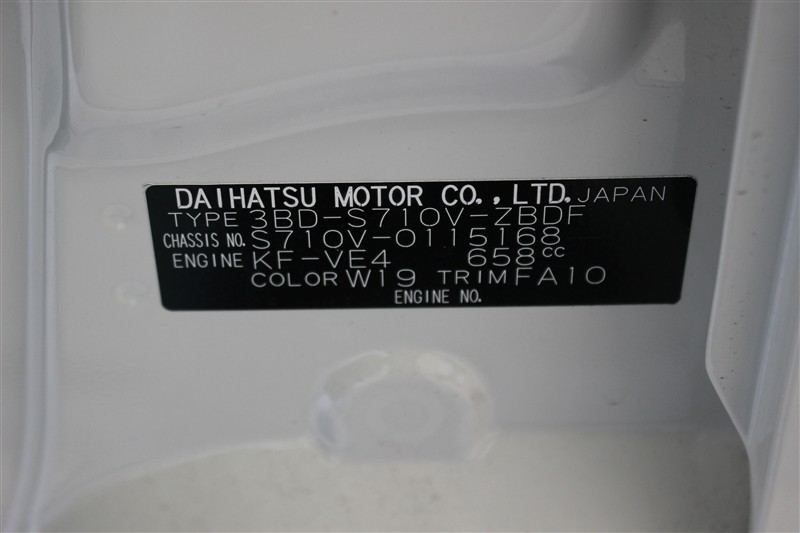 DAIHATSU MOTOR CO., LTD. JAPAN
TYPE 3BD-S710V-ZBDF
CHASSIS NO. S710V-0115168
ENGINE KF-VE4 658cc
COLOR W19 TRIM FA10
ENGINE NO.